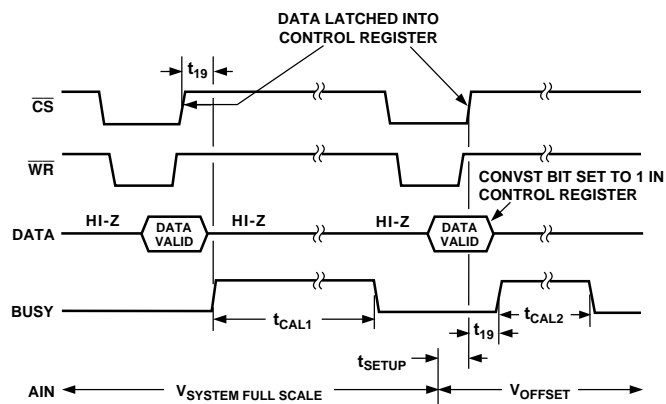 DATA LATCHED INTO
CONTROL REGISTER
t19
CS
WR
CONVST BIT SET TO 1 IN
CONTROL REGISTER
DATA
HI-Z
DATA
VALID
HI-Z
HI-Z
DATA
VALID
BUSY
tCAL1
t19
tCAL2
tSETUP
AIN
VSYSTEM FULL SCALE
VOFFSET